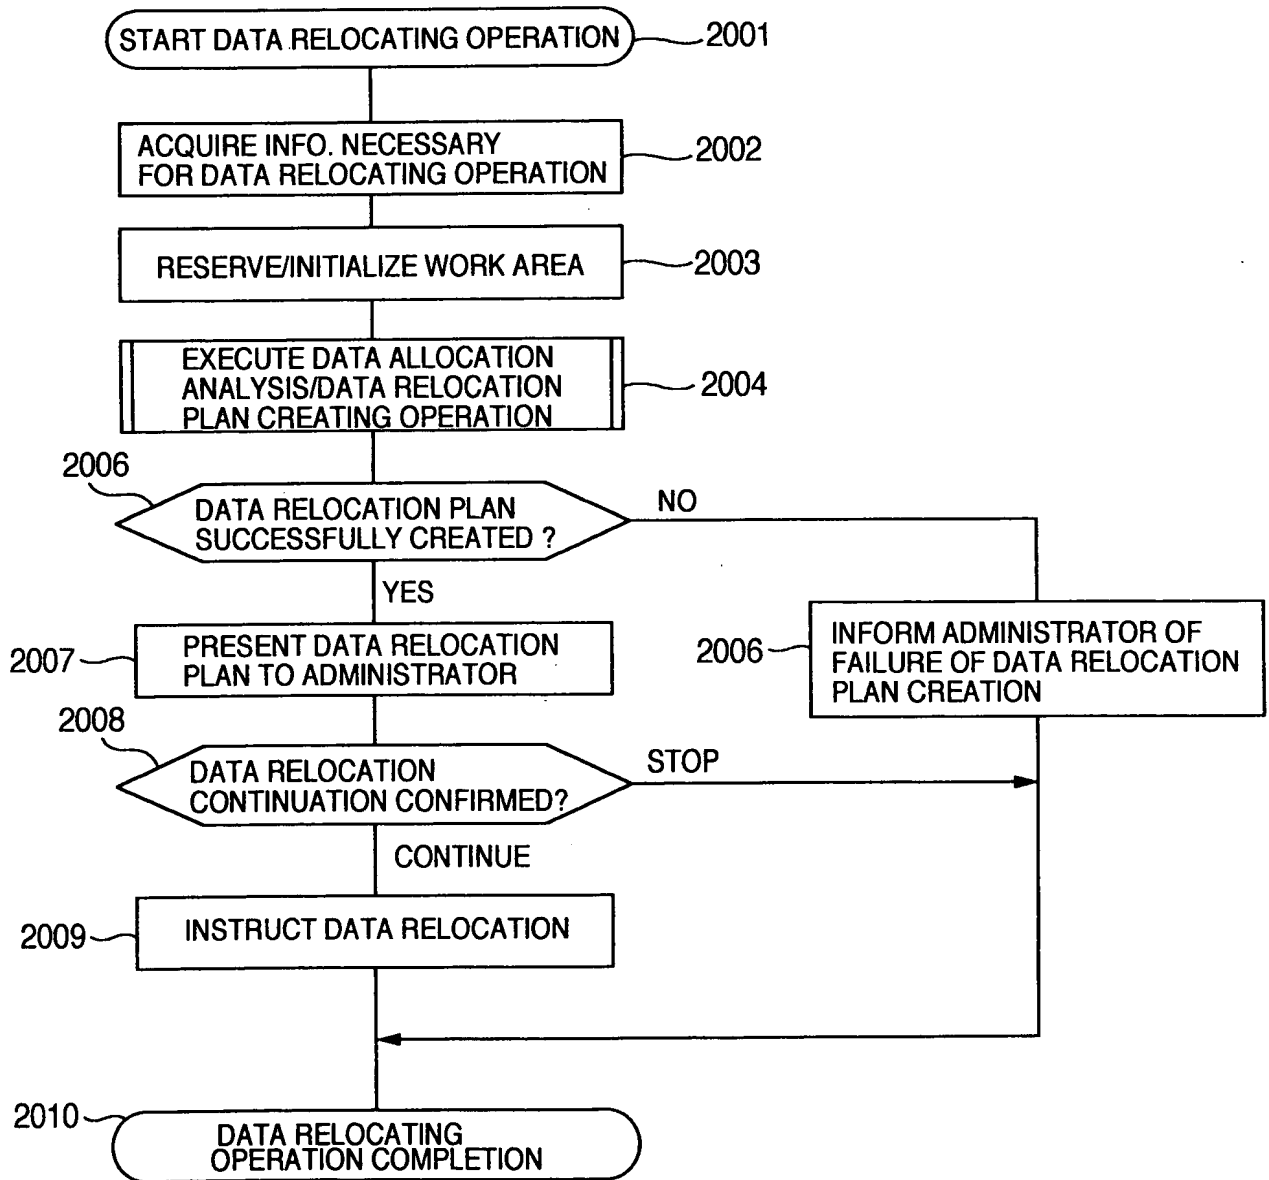 START DATA RELOCATING OPERATION
2001
ACQUIRE INFO. NECESSARY
FOR DATA RELOCATING OPERATION
2002
RESERVE/INITIALIZE WORK AREA
2003
EXECUTE DATA ALLOCATION
ANALYSIS/DATA RELOCATION
PLAN CREATING OPERATION
2004
2006
DATA RELOCATION PLAN
SUCCESSFULLY CREATED ?
NO
YES
2007
PRESENT DATA RELOCATION
PLAN TO ADMINISTRATOR
2006
INFORM ADMINISTRATOR OF
FAILURE OF DATA RELOCATION
PLAN CREATION
2008
DATA RELOCATION
CONTINUATION CONFIRMED?
STOP
CONTINUE
2009
INSTRUCT DATA RELOCATION
2010
DATA RELOCATING
OPERATION COMPLETION